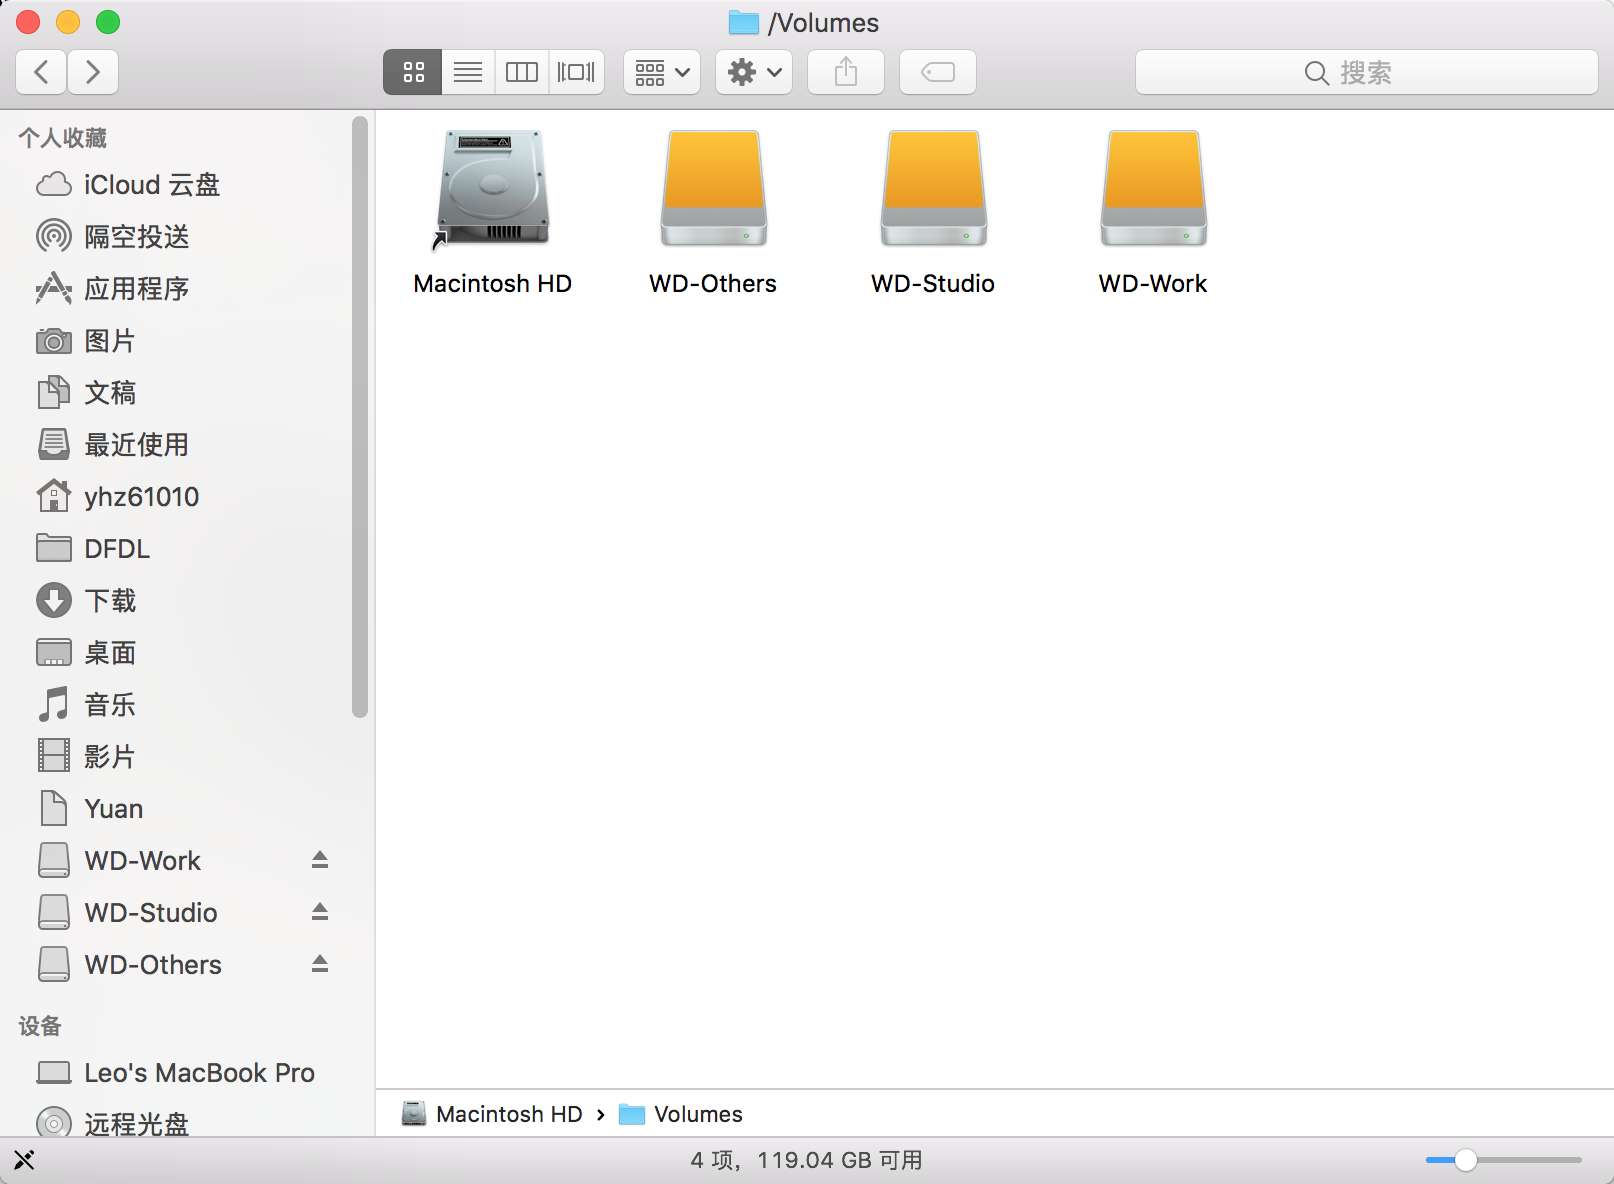 /Volumes
搜索
个人收藏
iCloud 云盘
隔空投送
应用程序
图片
文稿
最近使用
yhz61010
DFDL
下载
桌面
音乐
影片
Yuan
WD-Work
WD-Studio
WD-Others
设备
Leo's MacBook Pro
远程光盘
Macintosh HD
WD-Others
WD-Studio
WD-Work
Macintosh HD › Volumes
4 项，119.04 GB 可用